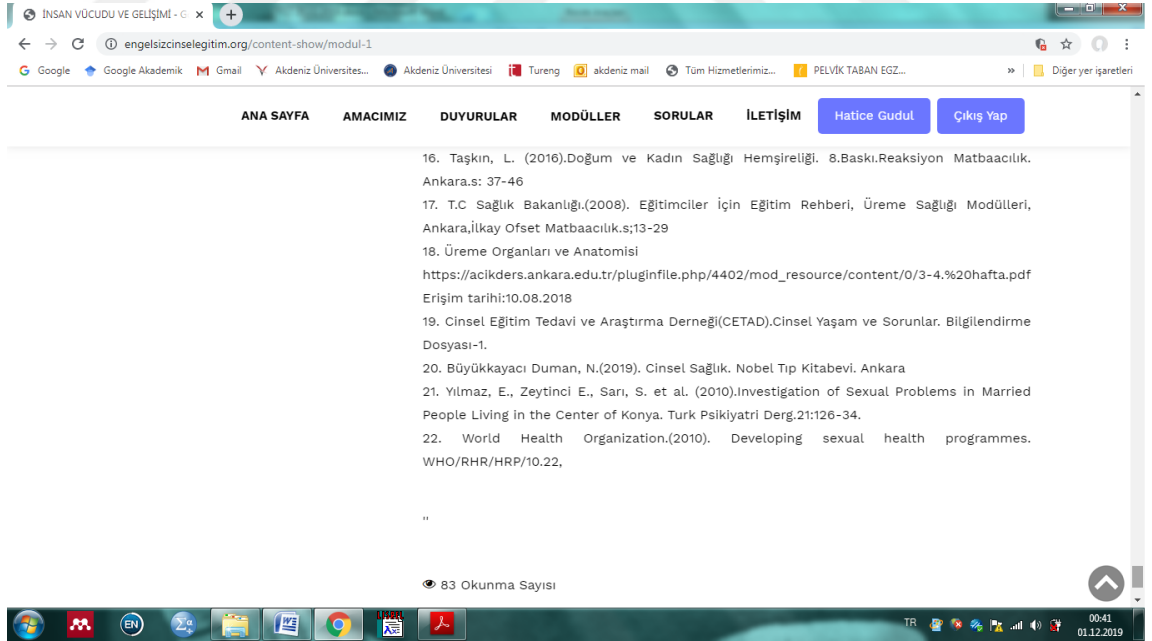 İNSAN VÜCUDU VE GELİŞİMİ - G
engelsizcinselegitim.org/content-show/modul-1
Google Google Akademik Gmail Akdeniz Üniversites... Akdeniz Üniversitesi Tureng akdeniz mail Tüm Hizmetlerimiz... PELVİK TABAN EGZ... » Diğer yer işaretleri
ANA SAYFA AMACIMIZ DUYURULAR MODÜLLER SORULAR İLETİŞİM Hatice Gudul Çıkış Yap
16. Taşkın, L. (2016).Doğum ve Kadın Sağlığı Hemşireliği. 8.Baskı.Reaksiyon Matbaacılık.
Ankara.s: 37-46
17. T.C Sağlık Bakanlığı.(2008). Eğitimciler İçin Eğitim Rehberi, Üreme Sağlığı Modülleri,
Ankara,İlkay Ofset Matbaacılık.s;13-29
18. Üreme Organları ve Anatomisi
https://acikders.ankara.edu.tr/pluginfile.php/4402/mod_resource/content/0/3-4.%20hafta.pdf
Erişim tarihi:10.08.2018
19. Cinsel Eğitim Tedavi ve Araştırma Derneği(CETAD).Cinsel Yaşam ve Sorunlar. Bilgilendirme
Dosyası-1.
20. Büyükkayacı Duman, N.(2019). Cinsel Sağlık. Nobel Tıp Kitabevi. Ankara
21. Yılmaz, E., Zeytinci E., Sarı, S. et al. (2010).Investigation of Sexual Problems in Married
People Living in the Center of Konya. Turk Psikiyatri Derg.21:126-34.
22. World Health Organization.(2010). Developing sexual health programmes.
WHO/RHR/HRP/10.22,
''
83 Okunma Sayısı
EN
TR
00:41
01.12.2019